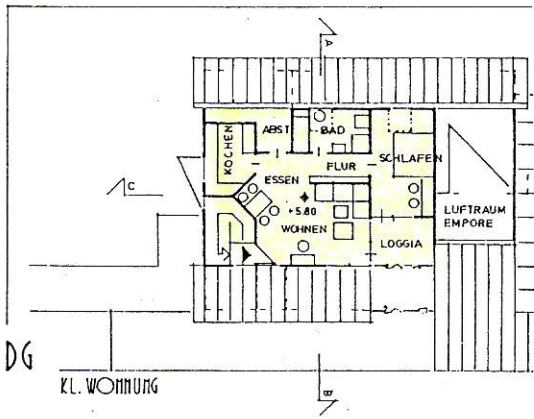 A
KOCHEN
ABST
BAD
FLUR
SCHLAFEN
ESSEN
C
+5.80
WOHNEN
LUFTRAUM
EMPORE
LOGGIA
DG
KL. WOHNUNG
B